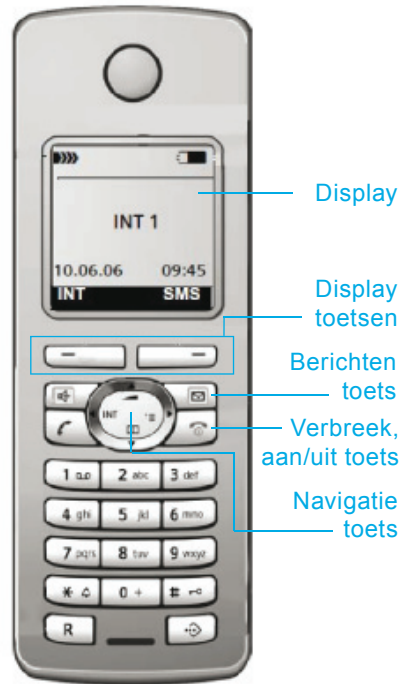 INT 1
10.06.06 09:45
INT SMS
Display
Display
toetsen
Berichten
toets
Verbreek,
aan/uit toets
Navigatie
toets
INT
1
2 abc 3 def
4 ghi 5 jkl 6 mno
7 pqrs 8 tuv 9 wxyz
* 0 + #
R